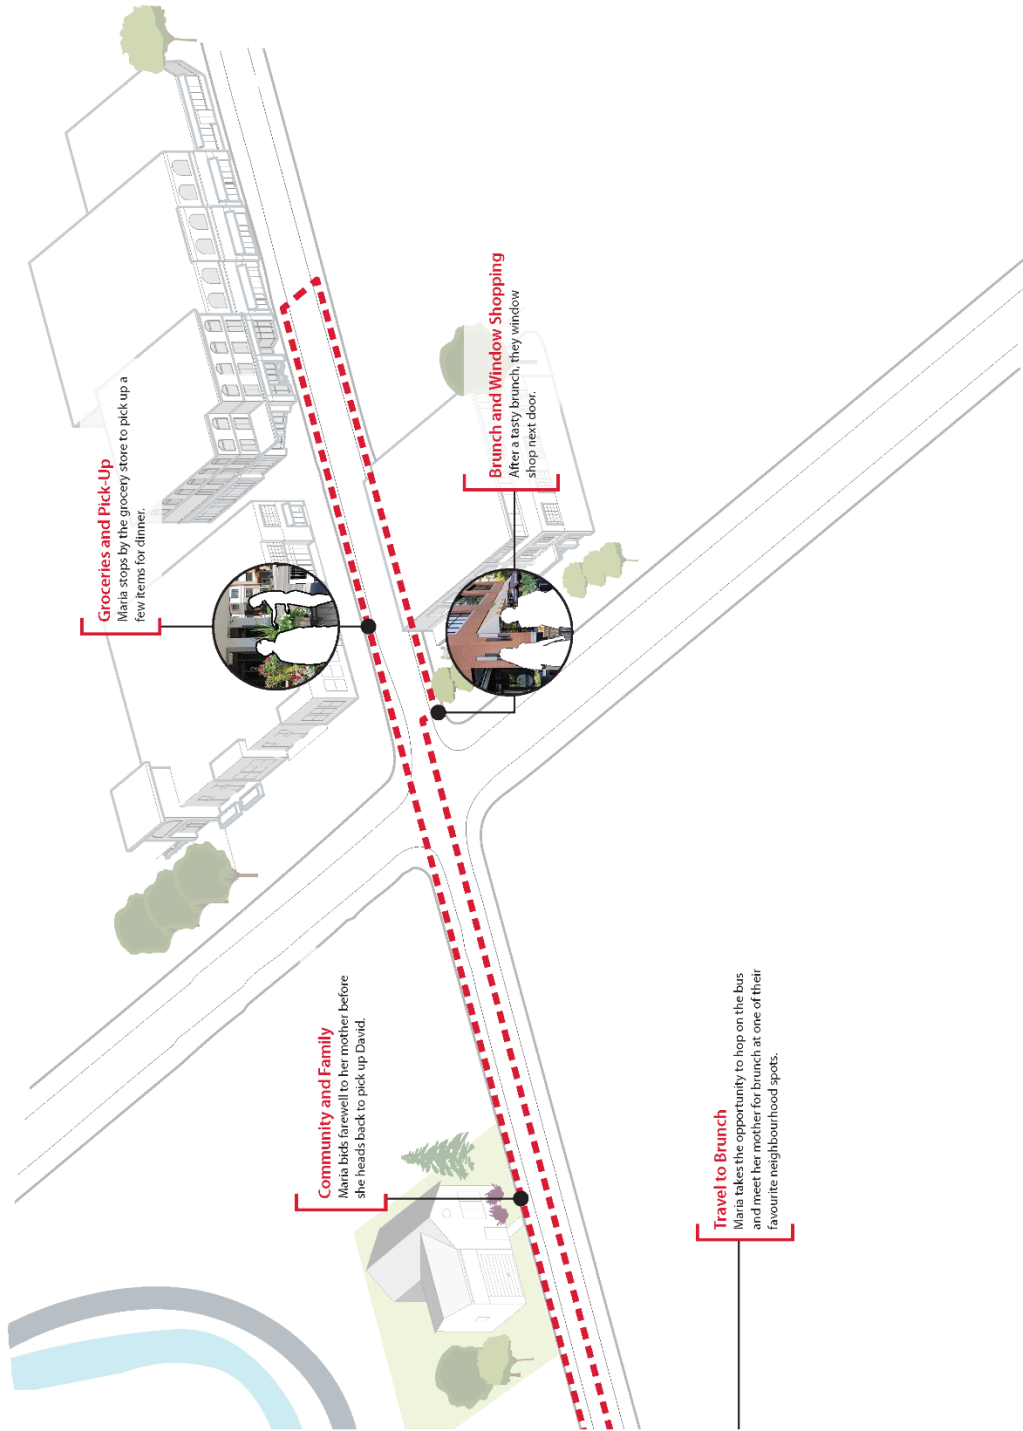 Groceries and Pick-Up
Maria stops by the grocery store to pick up a
few items for dinner.
Brunch and Window Shopping
After a tasty brunch, they window
shop next door.
Community and Family
Maria bids farewell to her mother before
she heads back to pick up David.
Travel to Brunch
Maria takes the opportunity to hop on the bus
and meet her mother for brunch at one of their
favourite neighbourhood spots.